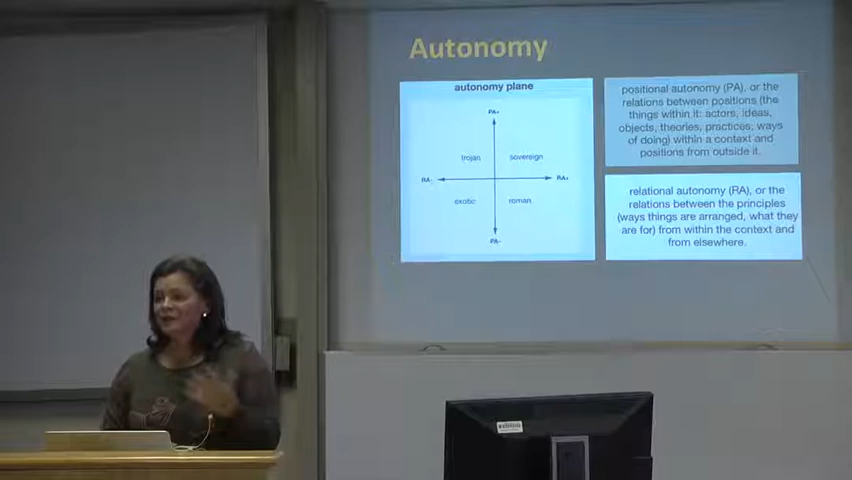 Autonomy
autonomy plane
PA+
trojan
sovereign
RA-
RA+
exotic
roman
PA-
positional autonomy (PA), or the
relations between positions (the
things within it: actors, ideas,
objects, theories, practices; ways
of doing) within a context and
positions from outside it.
relational autonomy (RA), or the
relations between the principles
(ways things are arranged, what they
are for) from within the context and
from elsewhere.